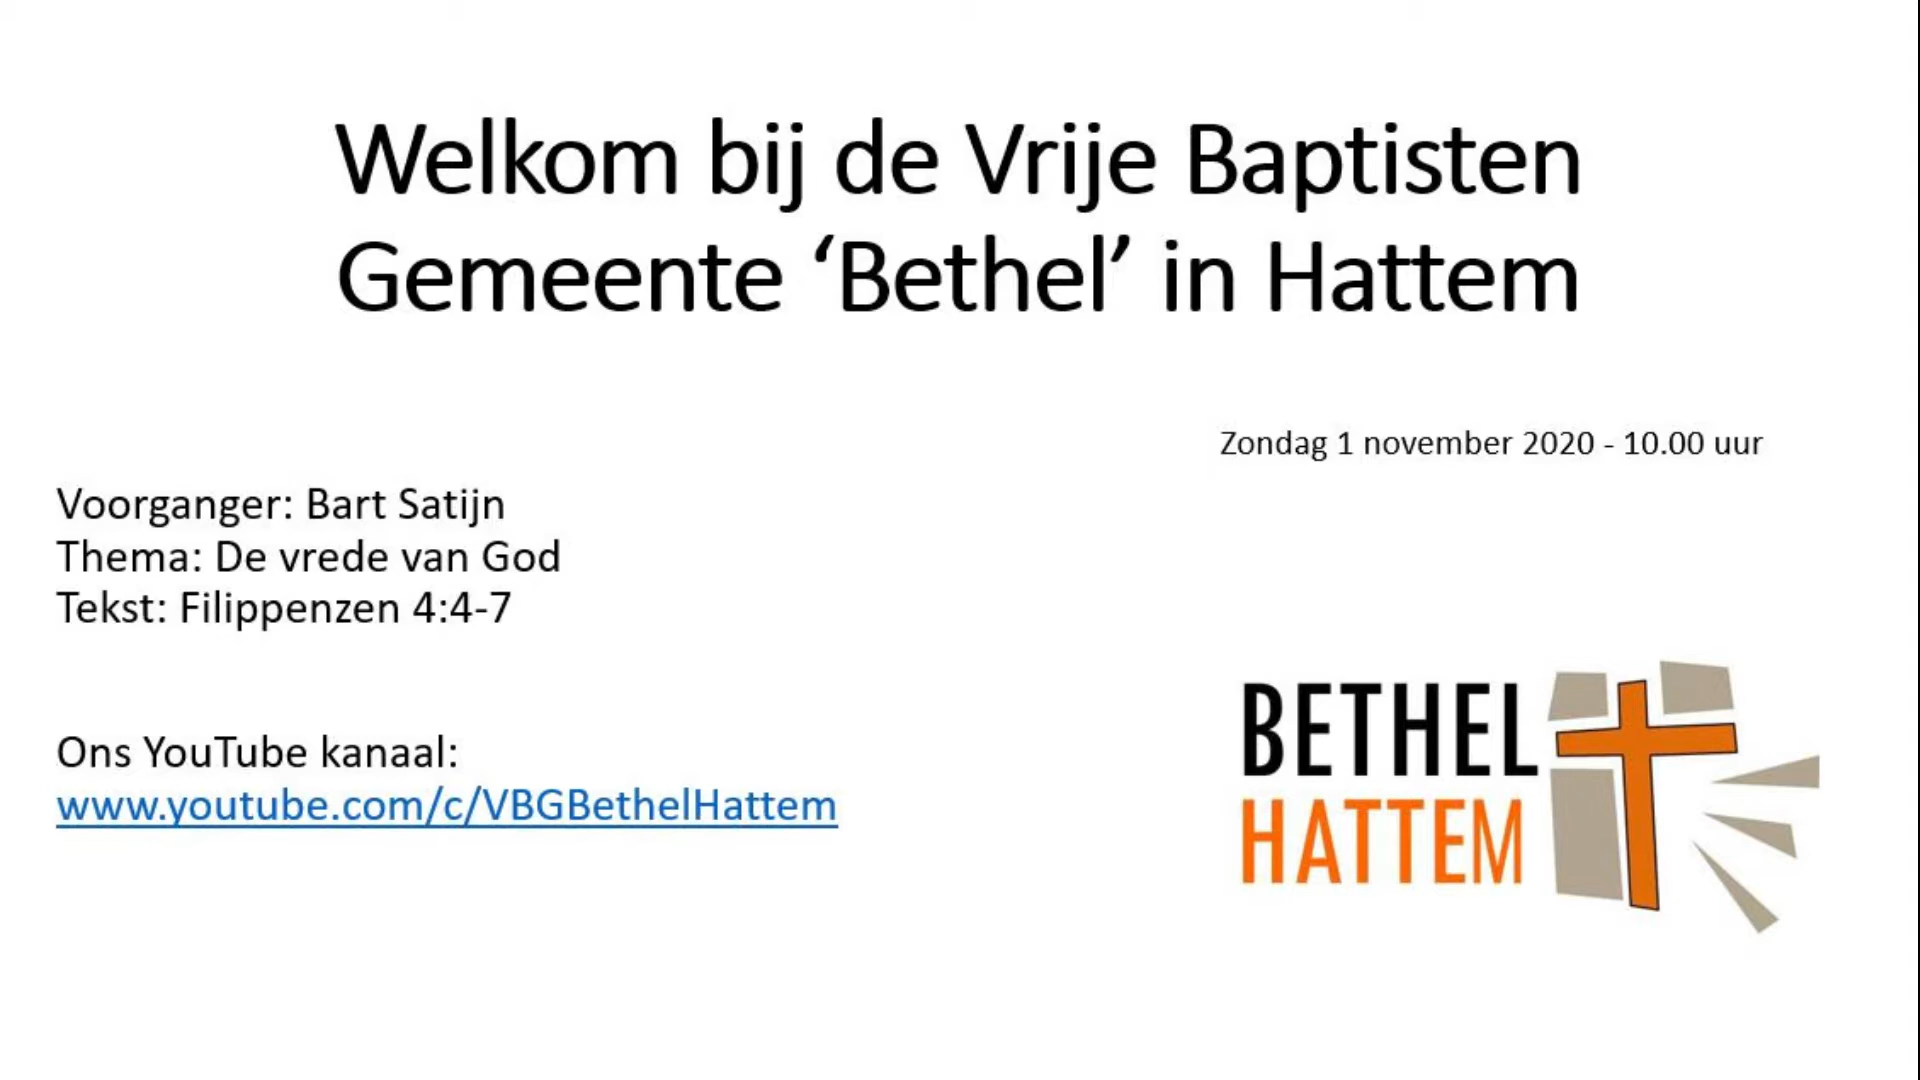 Welkom bij de Vrije Baptisten
Gemeente ‘Bethel’ in Hattem
Zondag 1 november 2020 - 10.00 uur
Voorganger: Bart Satijn
Thema: De vrede van God
Tekst: Filippenzen 4:4-7
Ons YouTube kanaal:
www.youtube.com/c/VBGBethelHattem
BETHEL
HATTEM